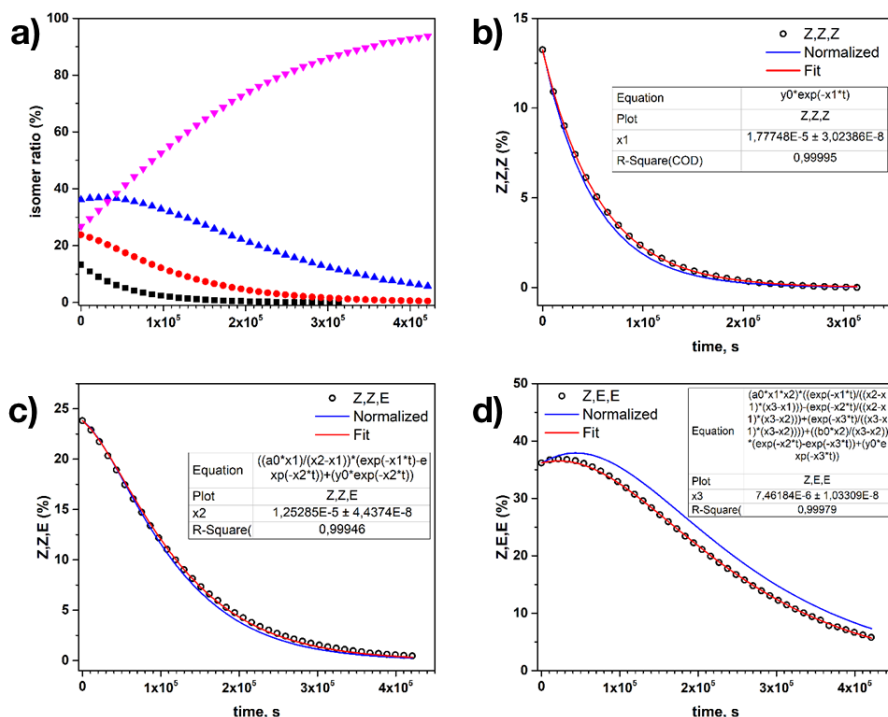 a)
100
80
60
40
20
0
isomer ratio (%)
0
1x10⁵
2x10⁵
3x10⁵
4x10⁵
time, s
b)
15
10
5
0
Z,Z,Z (%)
Z,Z,Z
Normalized
Fit
Equation y0*exp(-x1*t)
Plot Z,Z,Z
x1 1,77748E-5 ± 3,02386E-8
R-Square(COD) 0,99995
0
1x10⁵
2x10⁵
3x10⁵
time, s
c)
25
20
15
10
5
0
Z,Z,E (%)
Z,Z,E
Normalized
Fit
Equation ((a0*x1)/(x2-x1))*(exp(-x1*t)-e
xp(-x2*t))+(y0*exp(-x2*t))
Plot Z,Z,E
x2 1,25285E-5 ± 4,4374E-8
R-Square( 0,99946
0
1x10⁵
2x10⁵
3x10⁵
4x10⁵
time, s
d)
50
40
30
20
10
0
Z,E,E (%)
Z,E,E
Normalized
Fit
Equation
(a0*x1*x2)*((exp(-x1*t)/((x2-x
1)*(x3-x1)))-(exp(-x2*t)/((x2-x
1)*(x3-x2)))+(exp(-x3*t)/((x3-x
1)*(x3-x2))))+((b0*x2)/(x3-x2))
*(exp(-x2*t)-exp(-x3*t))+(y0*e
xp(-x3*t))
Plot Z,E,E
x3 7,46184E-6 ± 1,03309E-8
R-Square( 0,99979
0
1x10⁵
2x10⁵
3x10⁵
4x10⁵
time, s